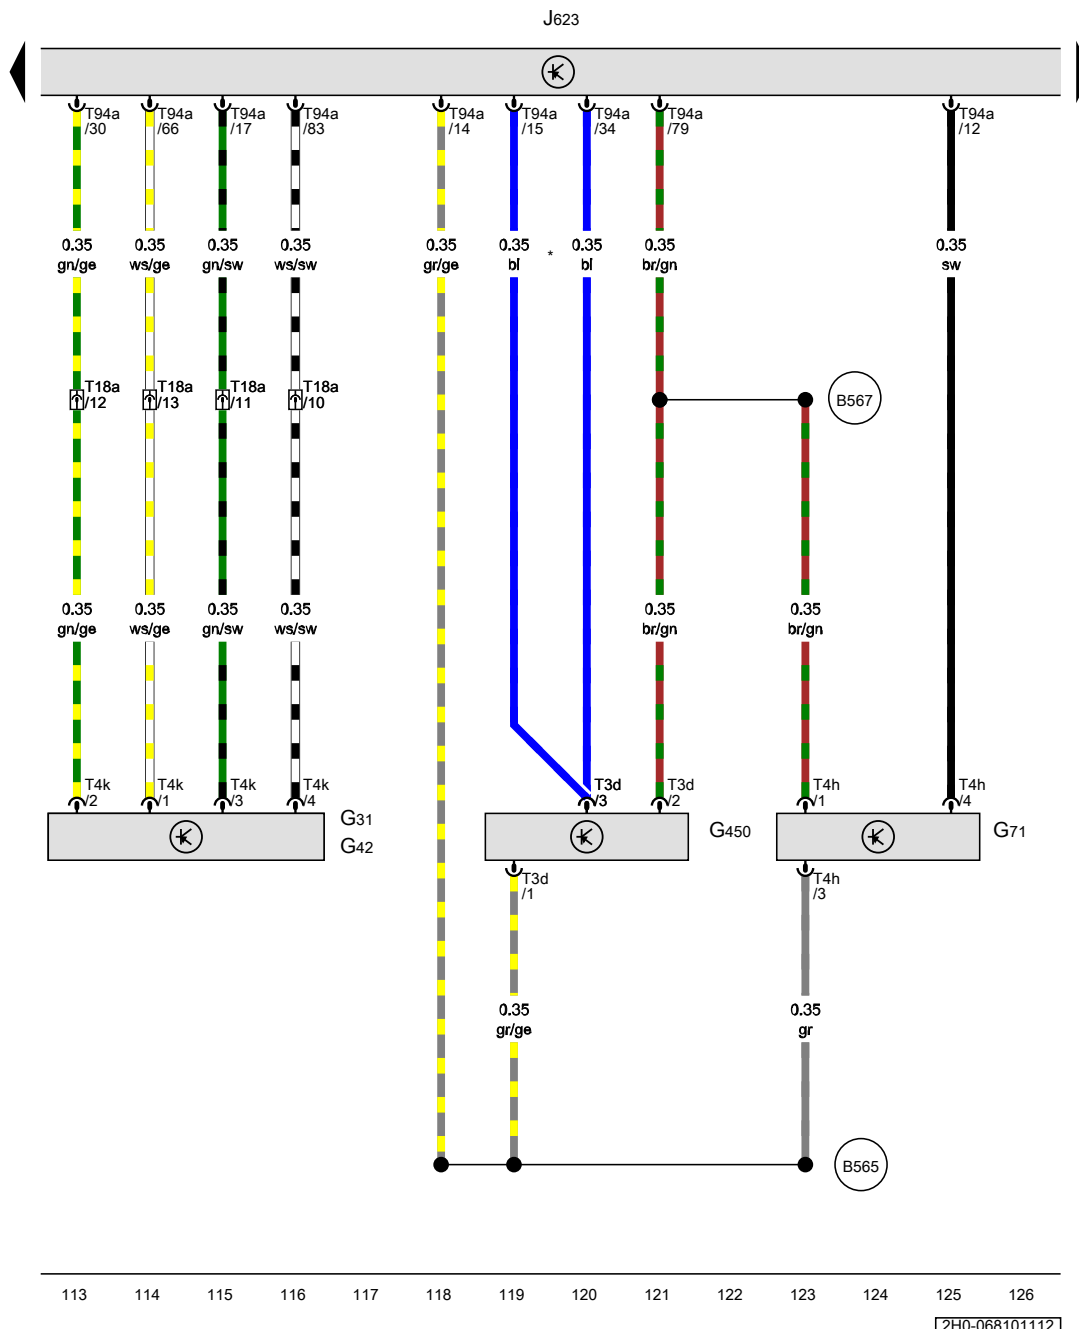 J623
T94a T94a T94a T94a T94a T94a T94a T94a T94a
/30 /66 /17 /83 /14 /15 /34 /79 /12
0.35 0.35 0.35 0.35 0.35 0.35 * 0.35 0.35 0.35
gn/ge ws/ge gn/sw ws/sw gr/ge bl bl br/gn sw
T18a T18a T18a T18a
/12 /13 /11 /10 B567
0.35 0.35 0.35 0.35 0.35 0.35
gn/ge ws/ge gn/sw ws/sw br/gn br/gn
T4k T4k T4k T4k T3d T3d T4h T4h
/2 /1 /3 /4 /3 /2 /1 /4
G31 G450 G71
G42
T3d T4h
/1 /3
0.35 0.35
gr/ge gr
B565
113 114 115 116 117 118 119 120 121 122 123 124 125 126
2H0-068101112